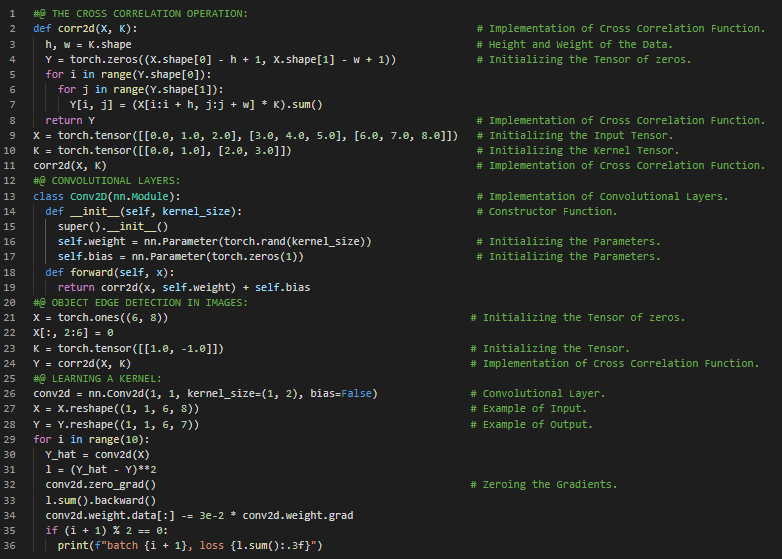 1 #@ THE CROSS CORRELATION OPERATION:
2 def corr2d(X, K): # Implementation of Cross Correlation Function.
3 h, w = K.shape # Height and Weight of the Data.
4 Y = torch.zeros((X.shape[0] - h + 1, X.shape[1] - w + 1)) # Initializing the Tensor of zeros.
5 for i in range(Y.shape[0]):
6 for j in range(Y.shape[1]):
7 Y[i, j] = (X[i:i + h, j:j + w] * K).sum()
8 return Y # Implementation of Cross Correlation Function.
9 X = torch.tensor([[0.0, 1.0, 2.0], [3.0, 4.0, 5.0], [6.0, 7.0, 8.0]]) # Initializing the Input Tensor.
10 K = torch.tensor([[0.0, 1.0], [2.0, 3.0]]) # Initializing the Kernel Tensor.
11 corr2d(X, K) # Implementation of Cross Correlation Function.
12 #@ CONVOLUTIONAL LAYERS:
13 class Conv2D(nn.Module): # Implementation of Convolutional Layers.
14 def __init__(self, kernel_size): # Constructor Function.
15 super().__init__()
16 self.weight = nn.Parameter(torch.rand(kernel_size)) # Initializing the Parameters.
17 self.bias = nn.Parameter(torch.zeros(1)) # Initializing the Parameters.
18 def forward(self, x):
19 return corr2d(x, self.weight) + self.bias
20 #@ OBJECT EDGE DETECTION IN IMAGES:
21 X = torch.ones((6, 8)) # Initializing the Tensor of zeros.
22 X[:, 2:6] = 0
23 K = torch.tensor([[1.0, -1.0]]) # Initializing the Tensor.
24 Y = corr2d(X, K) # Implementation of Cross Correlation Function.
25 #@ LEARNING A KERNEL:
26 conv2d = nn.Conv2d(1, 1, kernel_size=(1, 2), bias=False) # Convolutional Layer.
27 X = X.reshape((1, 1, 6, 8)) # Example of Input.
28 Y = Y.reshape((1, 1, 6, 7)) # Example of Output.
29 for i in range(10):
30 Y_hat = conv2d(X)
31 l = (Y_hat - Y)**2
32 conv2d.zero_grad() # Zeroing the Gradients.
33 l.sum().backward()
34 conv2d.weight.data[:] -= 3e-2 * conv2d.weight.grad
35 if (i + 1) % 2 == 0:
36 print(f"batch {i + 1}, loss {l.sum():.3f}")